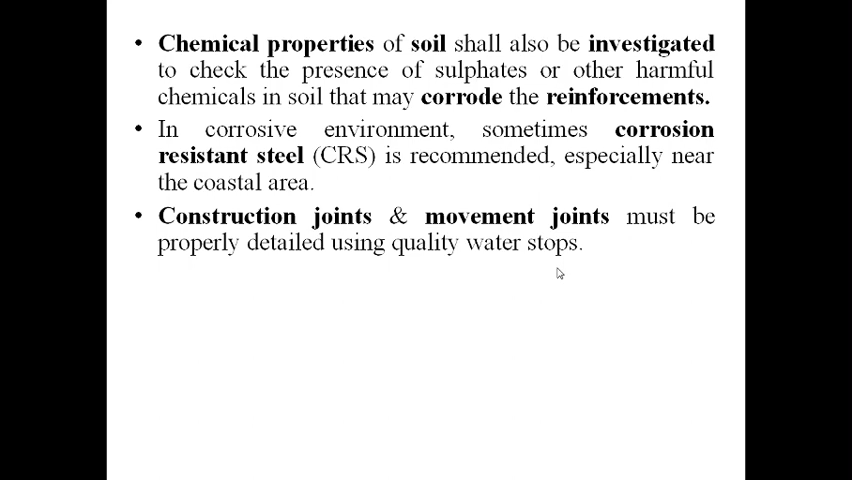 • Chemical properties of soil shall also be investigated
to check the presence of sulphates or other harmful
chemicals in soil that may corrode the reinforcements.
• In corrosive environment, sometimes corrosion
resistant steel (CRS) is recommended, especially near
the coastal area.
• Construction joints & movement joints must be
properly detailed using quality water stops.